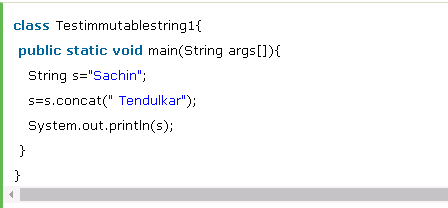 class Testimmutablestring1{
public static void main(String args[]){
String s="Sachin";
s=s.concat(" Tendulkar");
System.out.println(s);
}
}